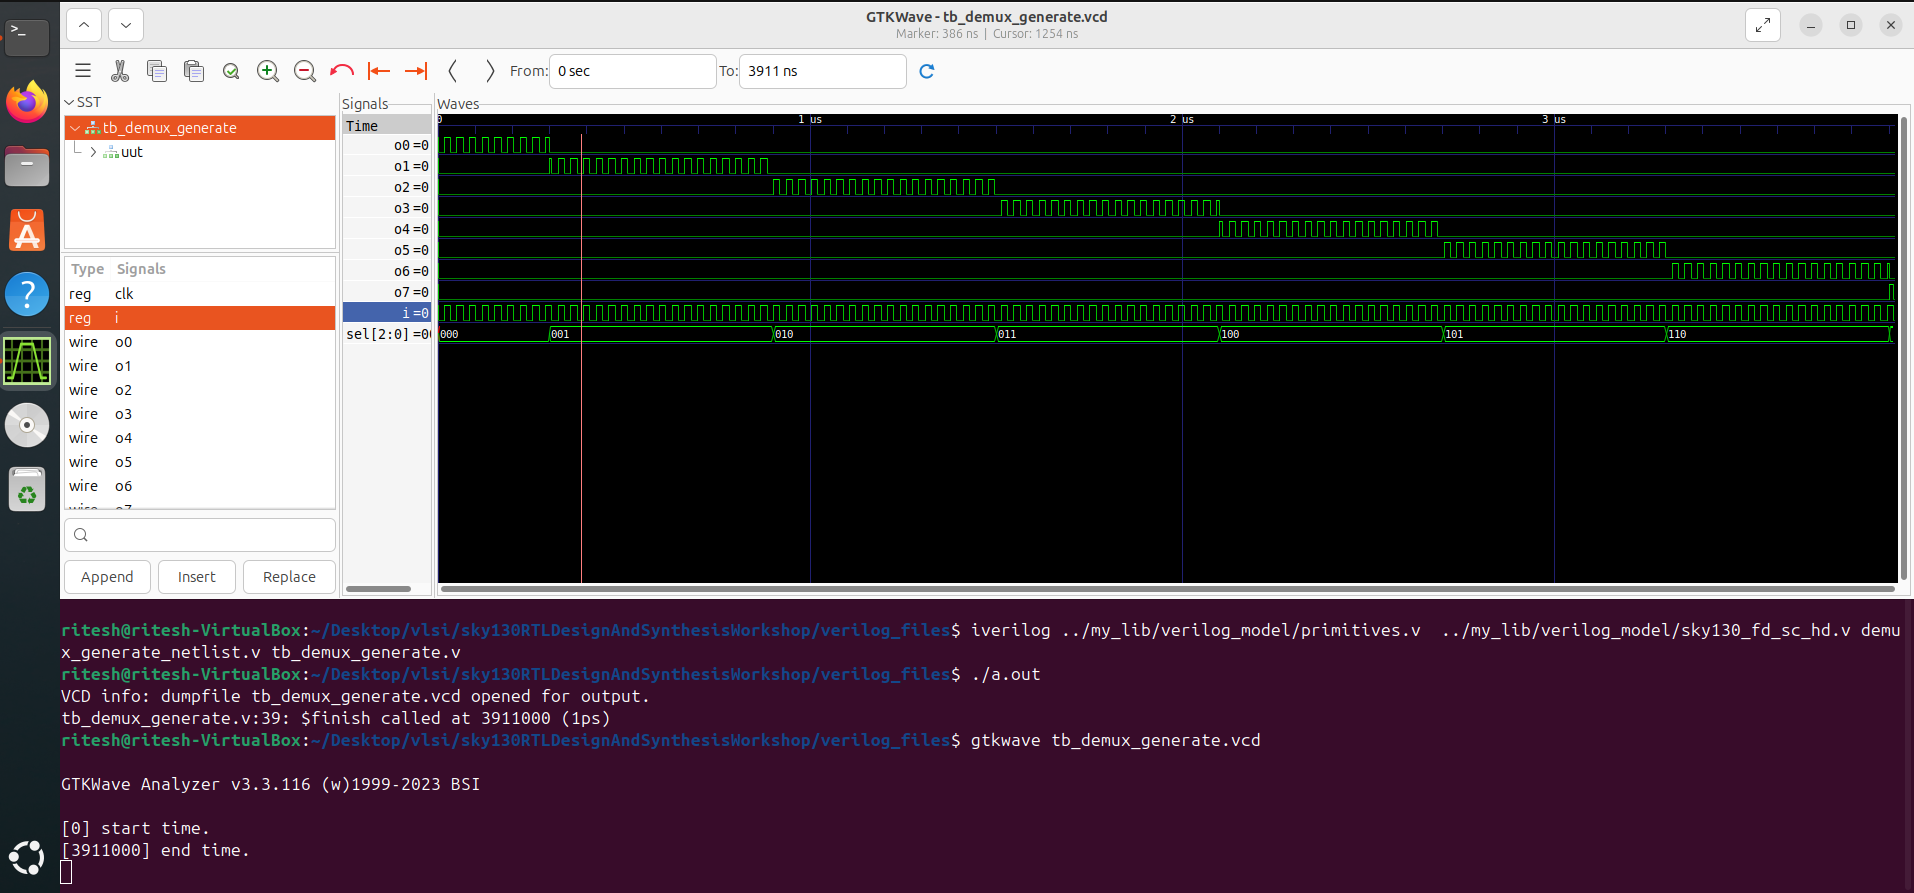 GTKWave - tb_demux_generate.vcd
Marker: 386 ns | Cursor: 1254 ns
From: 0 sec To: 3911 ns
SST
tb_demux_generate
uut
Type Signals
reg clk
reg i
wire o0
wire o1
wire o2
wire o3
wire o4
wire o5
wire o6
Append Insert Replace
Signals
Time
o0 =0
o1 =0
o2 =0
o3 =0
o4 =0
o5 =0
o6 =0
o7 =0
i =0
Waves
0 1 us 2 us 3 us
000 001 010 011 100 101 110
ritesh@ritesh-VirtualBox:~/Desktop/vlsi/sky130RTLDesignAndSynthesisWorkshop/verilog_files$ iverilog ../my_lib/verilog_model/primitives.v  ../my_lib/verilog_model/sky130_fd_sc_hd.v demu
x_generate_netlist.v tb_demux_generate.v
ritesh@ritesh-VirtualBox:~/Desktop/vlsi/sky130RTLDesignAndSynthesisWorkshop/verilog_files$ ./a.out
VCD info: dumpfile tb_demux_generate.vcd opened for output.
tb_demux_generate.v:39: $finish called at 3911000 (1ps)
ritesh@ritesh-VirtualBox:~/Desktop/vlsi/sky130RTLDesignAndSynthesisWorkshop/verilog_files$ gtkwave tb_demux_generate.vcd
GTKWave Analyzer v3.3.116 (w)1999-2023 BSI
[0] start time.
[3911000] end time.